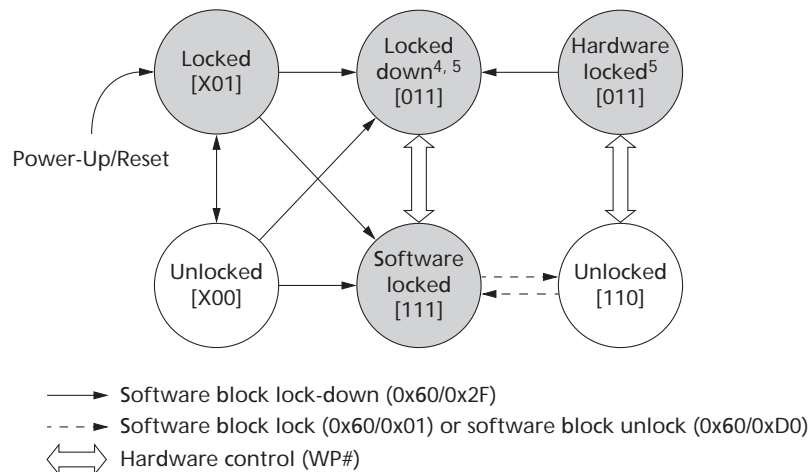 Locked
[X01]
Locked
down4, 5
[011]
Hardware
locked5
[011]
Power-Up/Reset
Unlocked
[X00]
Software
locked
[111]
Unlocked
[110]
Software block lock-down (0x60/0x2F)
Software block lock (0x60/0x01) or software block unlock (0x60/0xD0)
Hardware control (WP#)